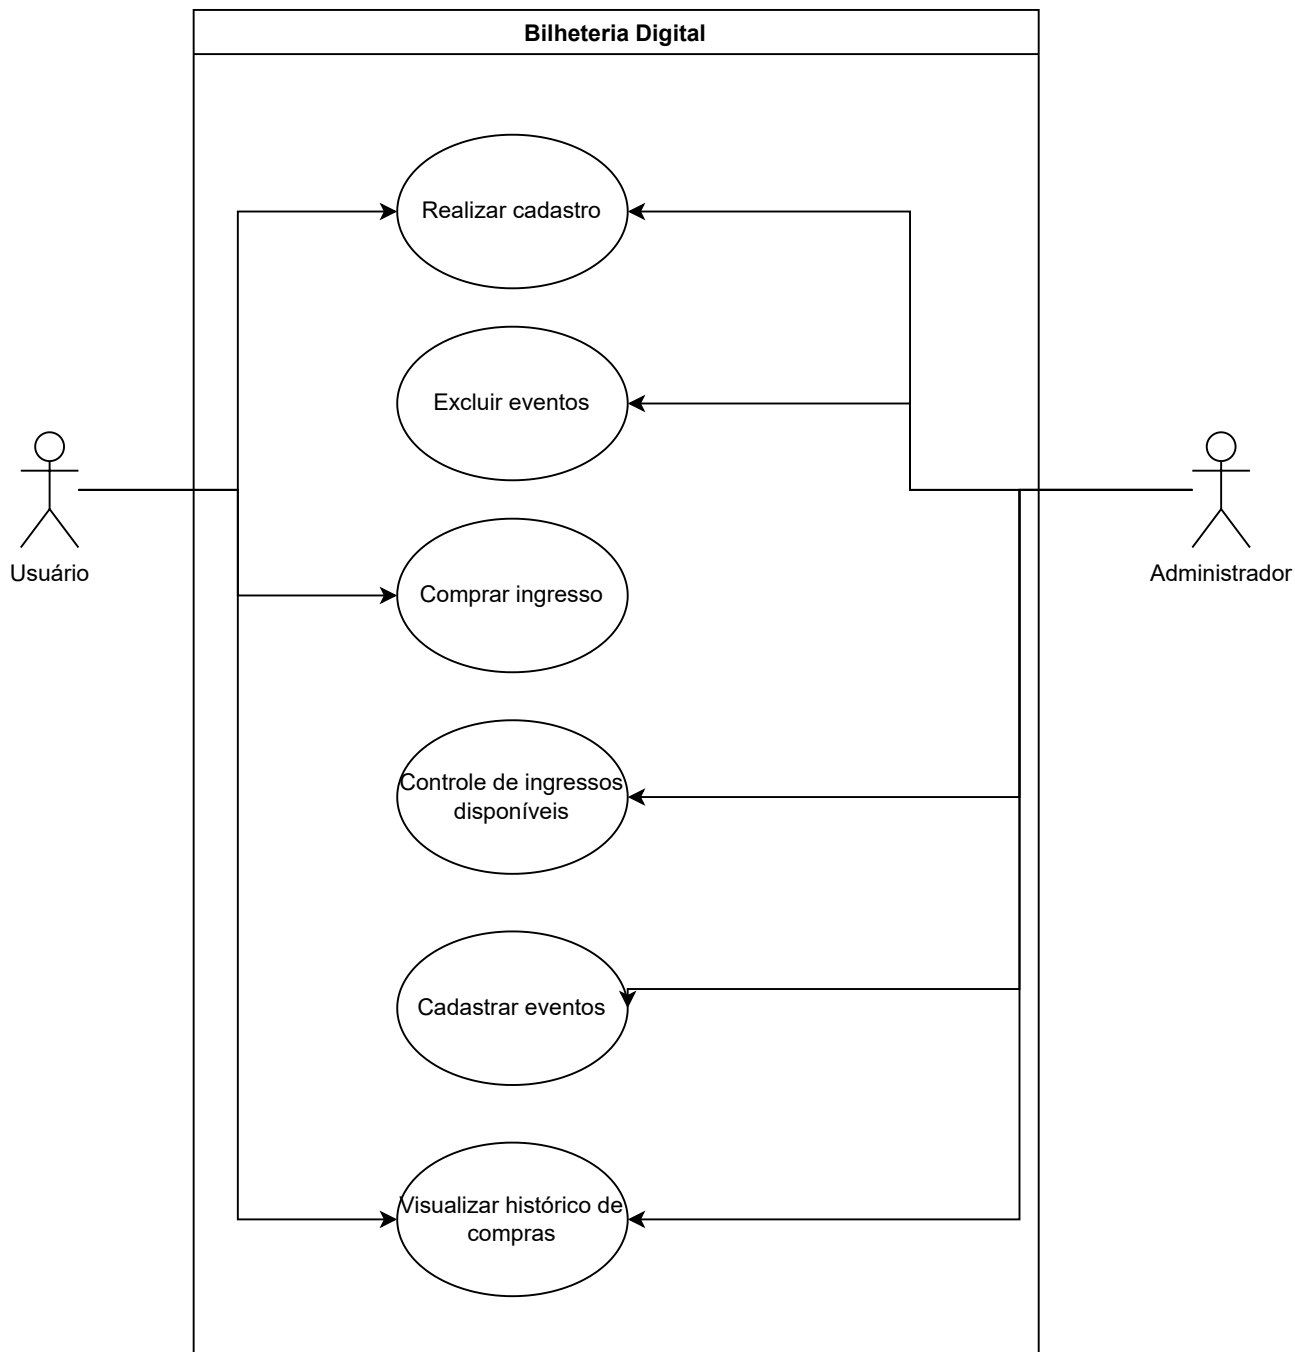 Bilheteria Digital
Realizar cadastro
Excluir eventos
Usuário
Comprar ingresso
Administrador
Controle de ingressos
disponíveis
Cadastrar eventos
Visualizar histórico de
compras